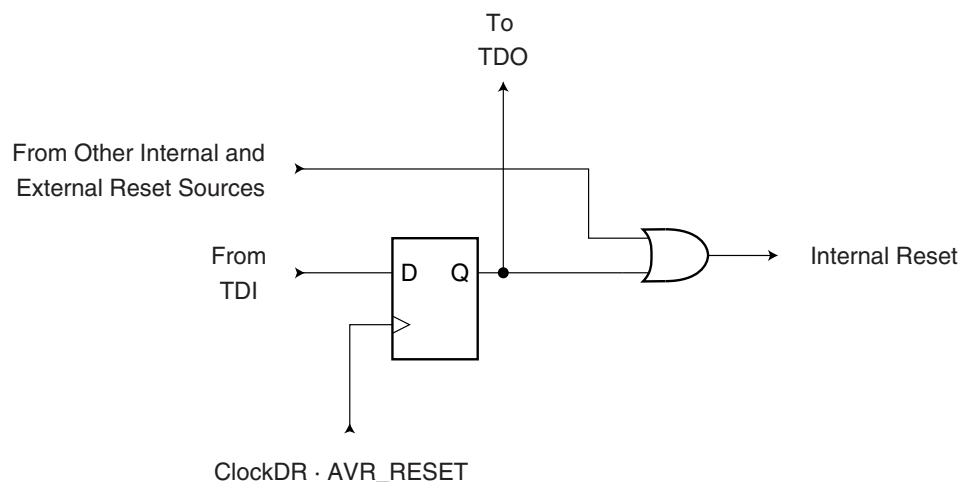 To
TDO
From Other Internal and
External Reset Sources
From
TDI
D
Q
Internal Reset
ClockDR · AVR_RESET